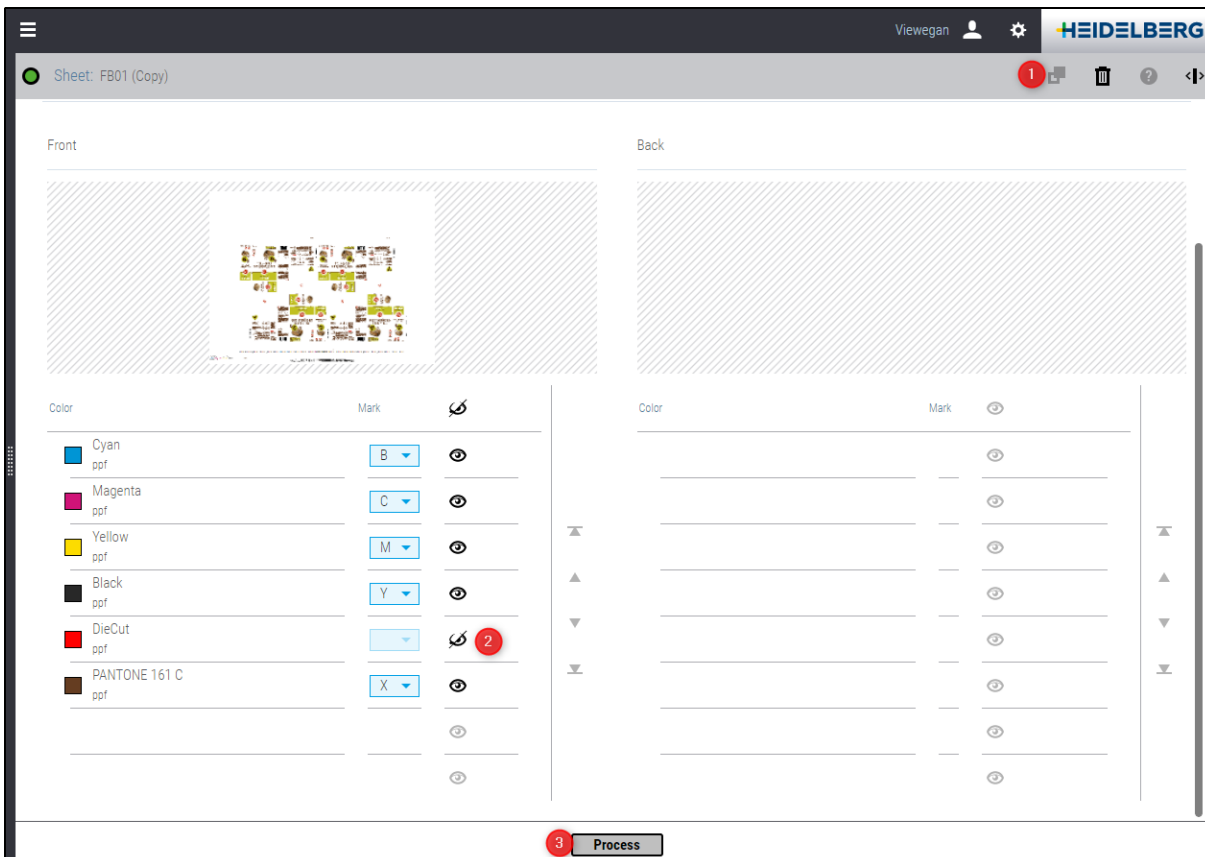 Viewegan
HEIDELBERG
Sheet: FB01 (Copy)
1
Front
Back
Color Mark
Color Mark
Cyan
ppf
B
Magenta
ppf
C
Yellow
ppf
M
Black
ppf
Y
DieCut
ppf
2
PANTONE 161 C
ppf
X
3
Process